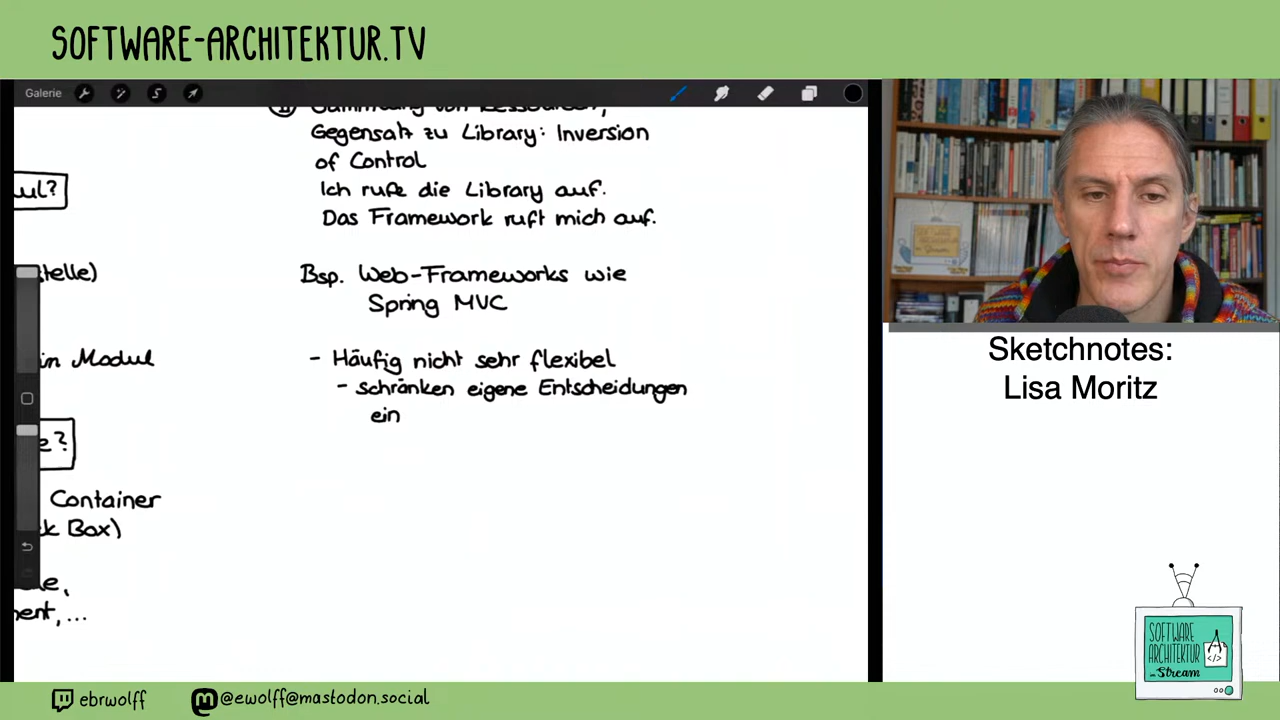 SOFTWARE-ARCHITEKTUR.TV
Galerie
Gegensatz zu Library: Inversion
of Control
Ich rufe die Library auf.
Das Framework ruft mich auf.
Bsp. Web-Frameworks wie
Spring MVC
- Häufig nicht sehr flexibel
- schränken eigene Entscheidungen
ein
ul?
telle)
in Modul
e?
Container
k Box)
e,
ent, ...
Sketchnotes:
Lisa Moritz
SOFTWARE
ARCHITEKTUR
im Stream
</>
ebrwolff
@ewolff@mastodon.social